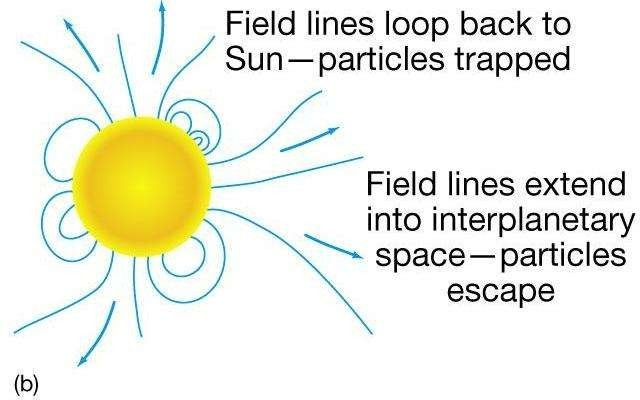 Field lines loop back to
Sun—particles trapped
Field lines extend
into interplanetary
space—particles
escape
(b)